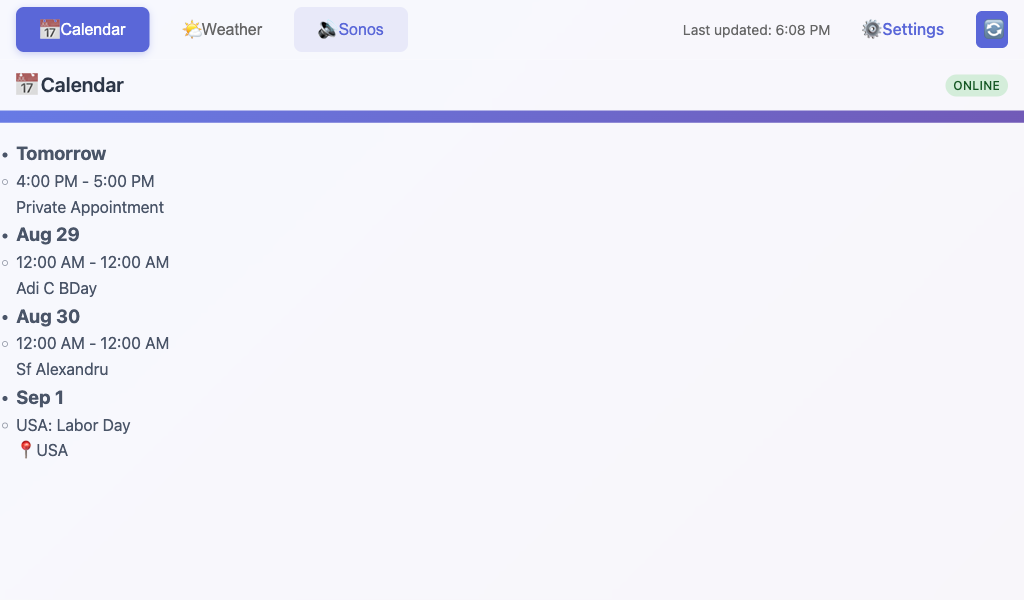 Calendar
Weather
Sonos
Last updated: 6:08 PM
Settings
Calendar
ONLINE
Tomorrow
4:00 PM - 5:00 PM
Private Appointment
Aug 29
12:00 AM - 12:00 AM
Adi C BDay
Aug 30
12:00 AM - 12:00 AM
Sf Alexandru
Sep 1
USA: Labor Day
USA